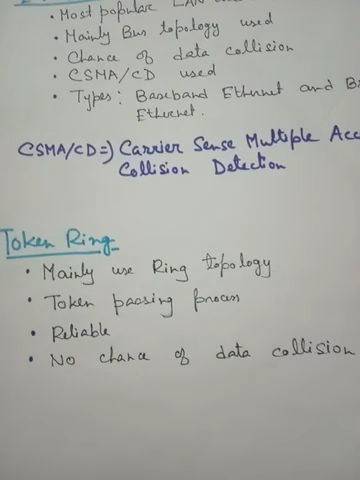 • Most popular LAN
• Mainly Bus topology used
• Chance of data collision
• CSMA/CD used
• Types: Baseband Ethernet and
Ethernet.
CSMA/CD=) Carrier Sense Multiple Acc
Collision Detection
Token Ring
• Mainly use Ring topology
• Token passing process
• Reliable
• No chance of data collision